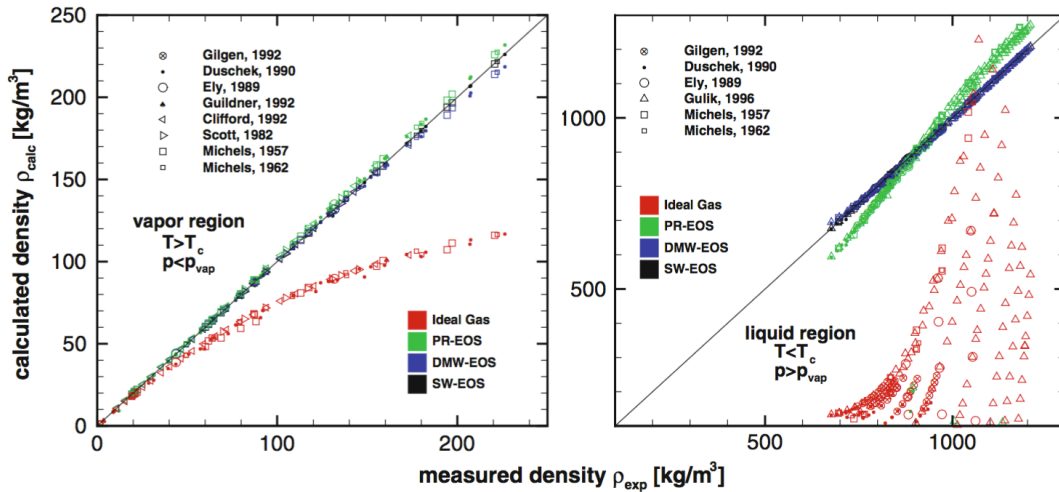 250
200
150
100
50
0
0
100
200
calculated density ρcalc [kg/m³]
Gilgen, 1992
Duschek, 1990
Ely, 1989
Guildner, 1992
Clifford, 1992
Scott, 1982
Michels, 1957
Michels, 1962
vapor region
T>Tc
p<pvap
Ideal Gas
PR-EOS
DMW-EOS
SW-EOS
1000
500
500
1000
Gilgen, 1992
Duschek, 1990
Ely, 1989
Gulik, 1996
Michels, 1957
Michels, 1962
Ideal Gas
PR-EOS
DMW-EOS
SW-EOS
liquid region
T<Tc
p>pvap
measured density ρexp [kg/m³]